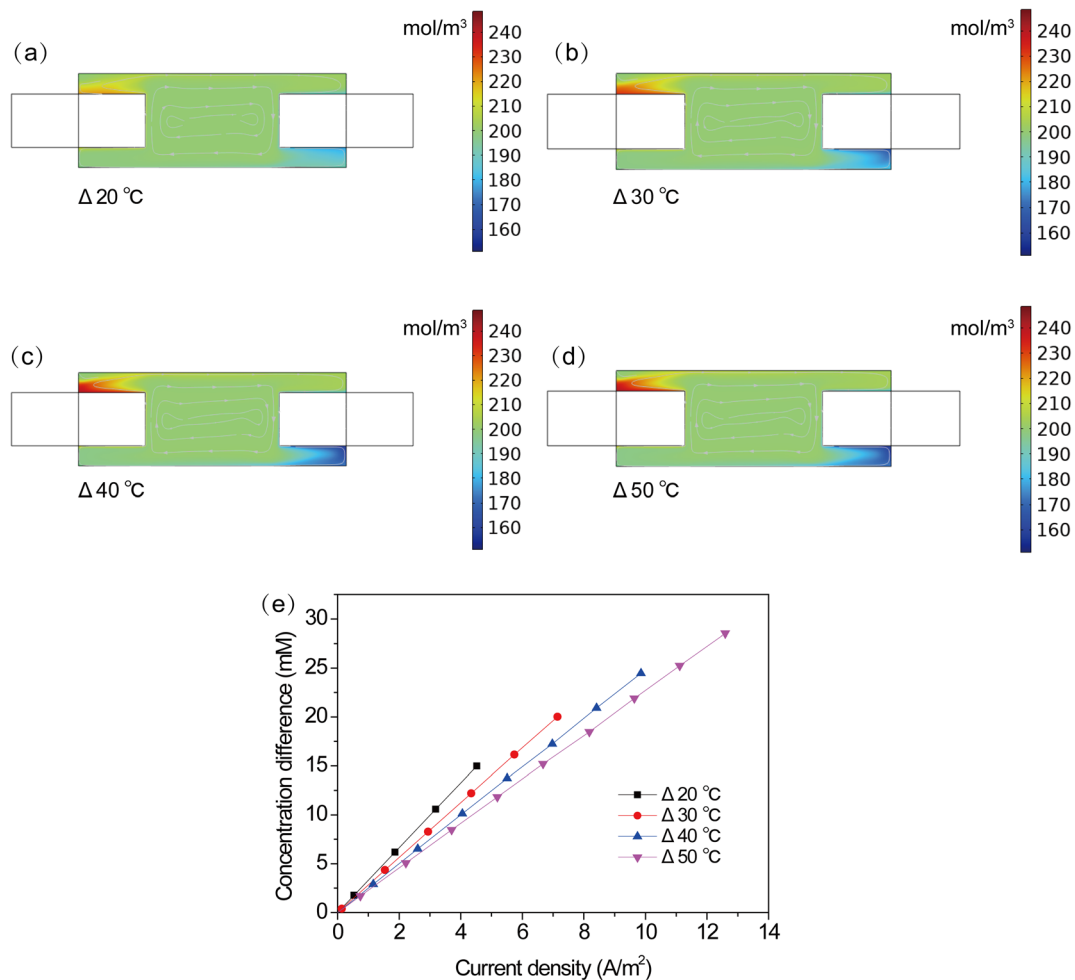 mol/m³
(a)
240
230
220
210
200
190
180
170
160
Δ 20 °C
mol/m³
(b)
240
230
220
210
200
190
180
170
160
Δ 30 °C
mol/m³
(c)
240
230
220
210
200
190
180
170
160
Δ 40 °C
mol/m³
(d)
240
230
220
210
200
190
180
170
160
Δ 50 °C
(e)
Concentration difference (mM)
30
25
20
15
10
5
0
Δ 20 °C
Δ 30 °C
Δ 40 °C
Δ 50 °C
0 2 4 6 8 10 12 14
Current density (A/m²)